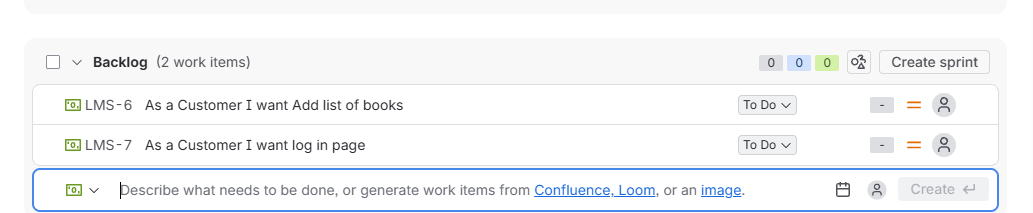 Backlog (2 work items) 0 0 0 Create sprint
LMS-6 As a Customer I want Add list of books To Do -
LMS-7 As a Customer I want log in page To Do -
Describe what needs to be done, or generate work items from Confluence, Loom, or an image. Create